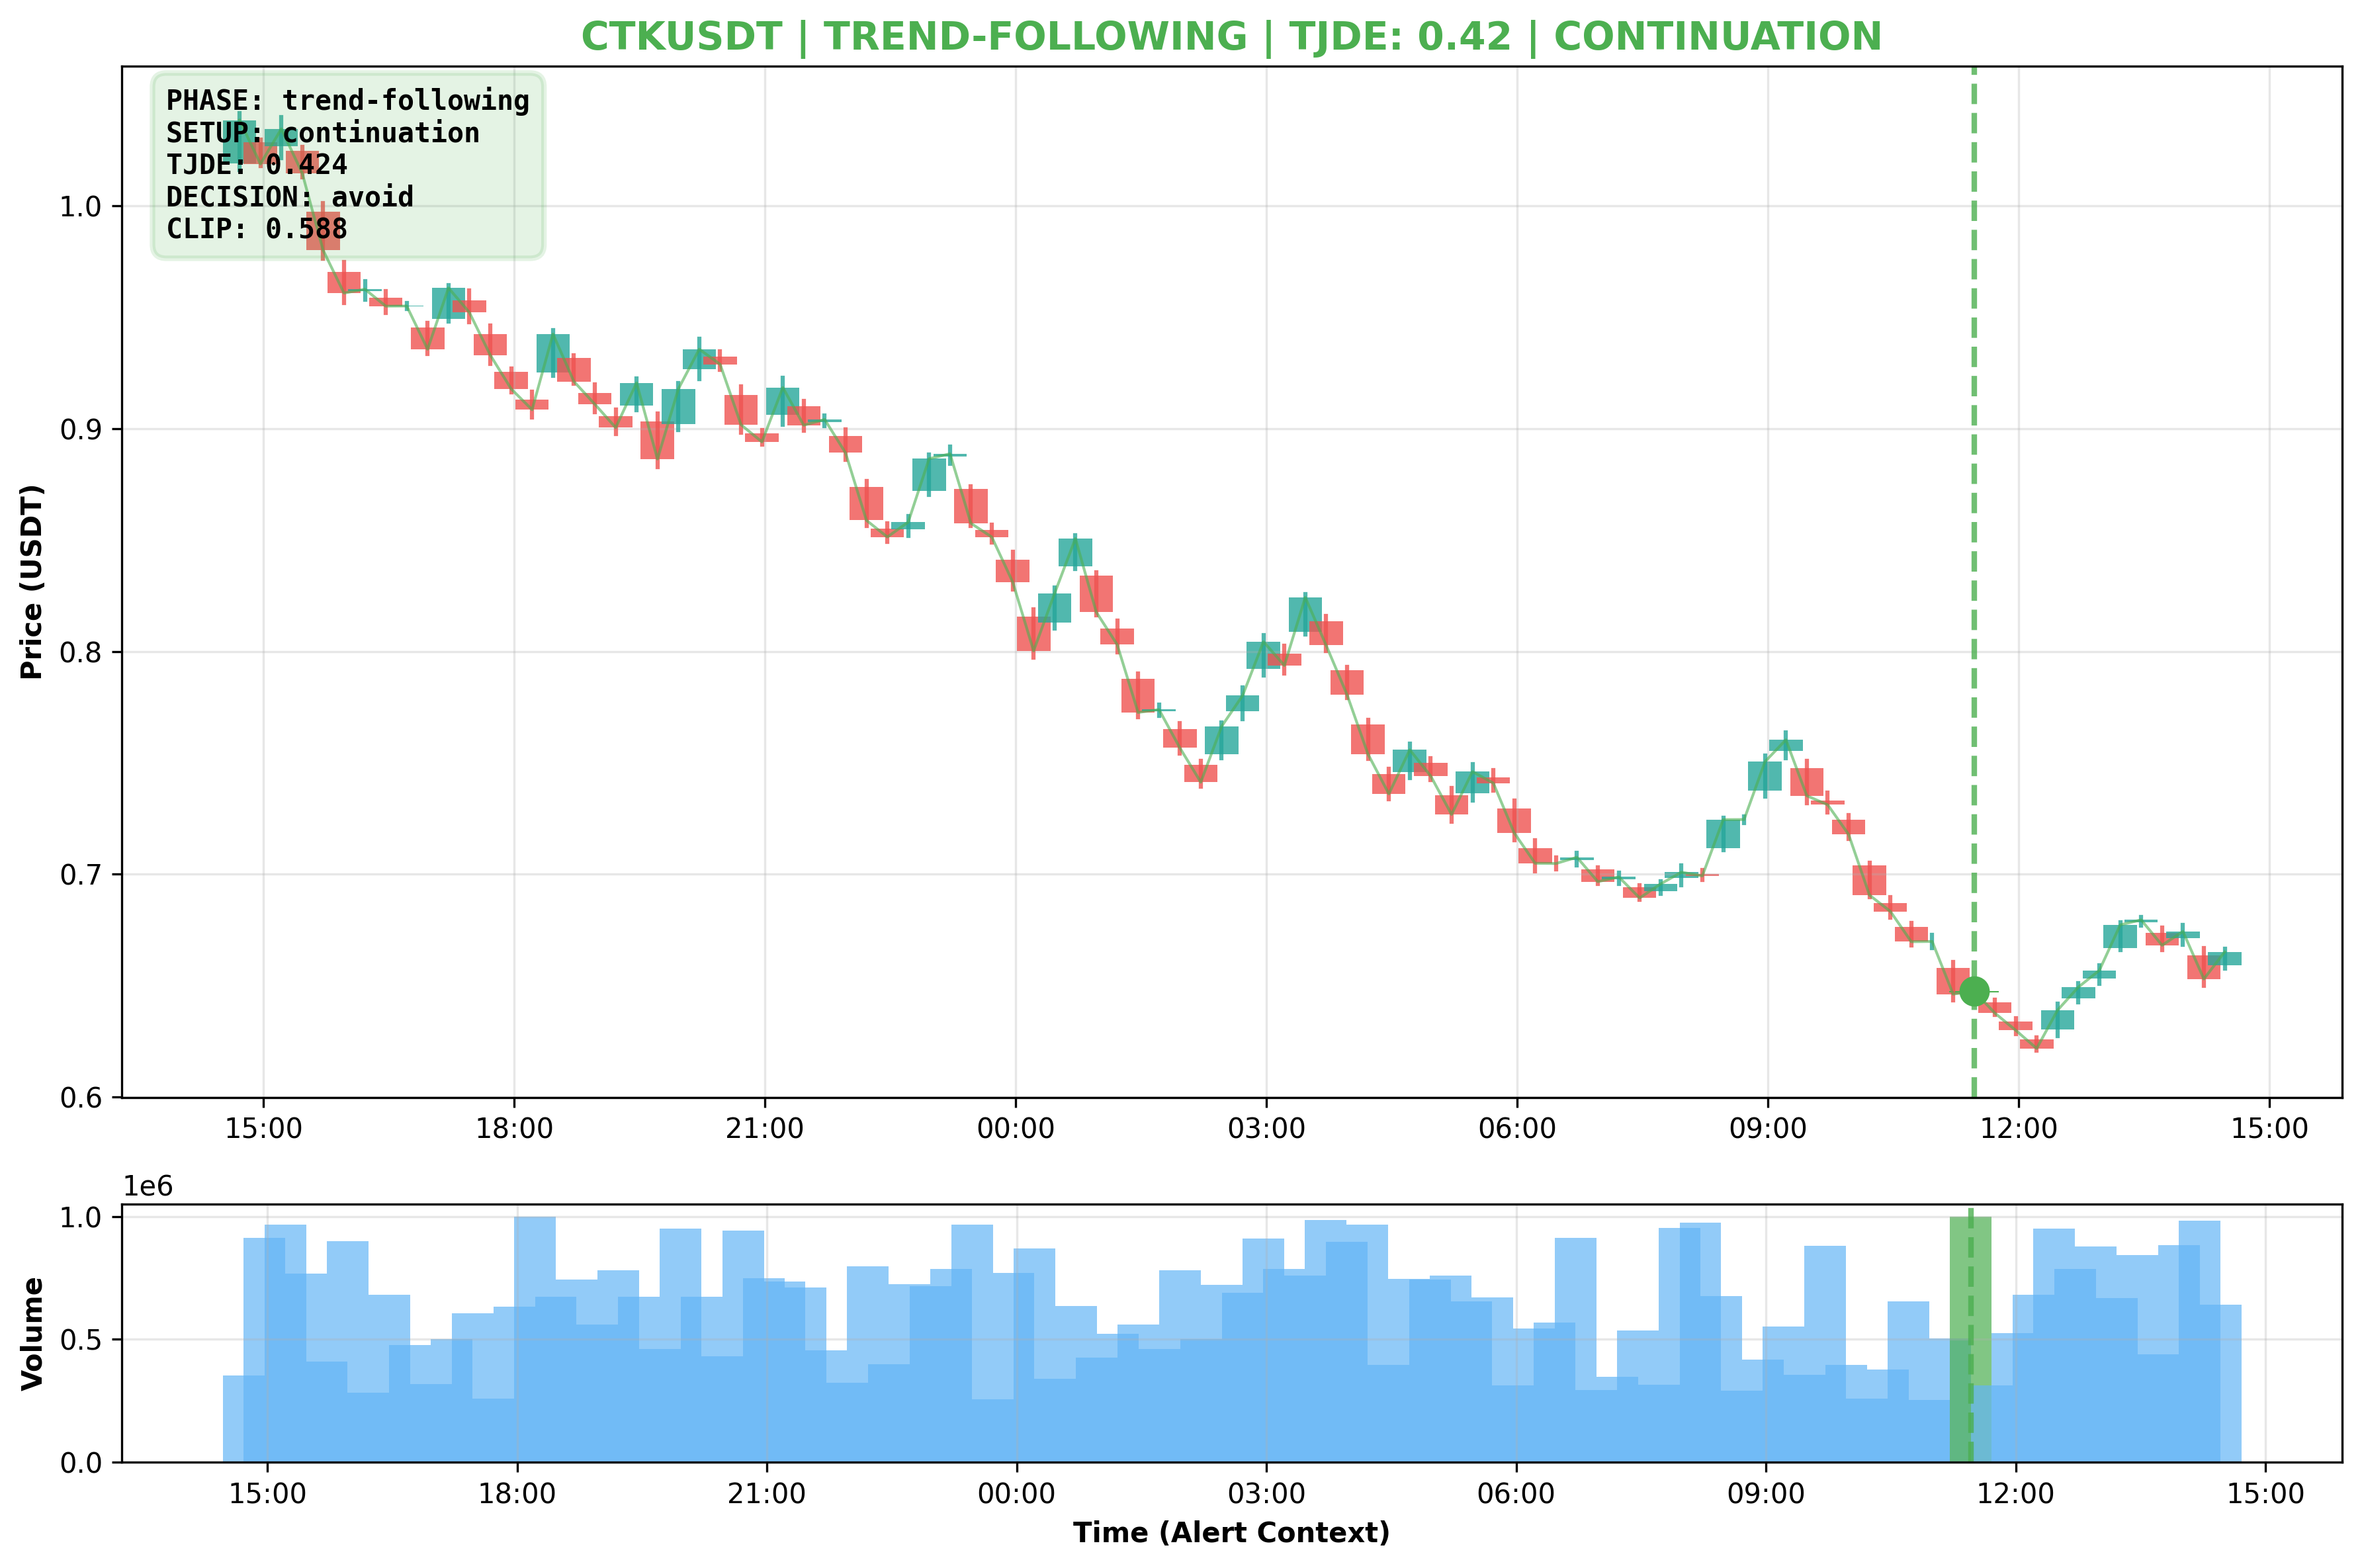 CTKUSDT | TREND-FOLLOWING | TJDE: 0.42 | CONTINUATION
PHASE: trend-following
SETUP: continuation
TJDE: 0.424
DECISION: avoid
CLIP: 0.588
Price (USDT)
1.0
0.9
0.8
0.7
0.6
15:00 18:00 21:00 00:00 03:00 06:00 09:00 12:00 15:00
1e6
Volume
1.0
0.5
0.0
15:00 18:00 21:00 00:00 03:00 06:00 09:00 12:00 15:00
Time (Alert Context)